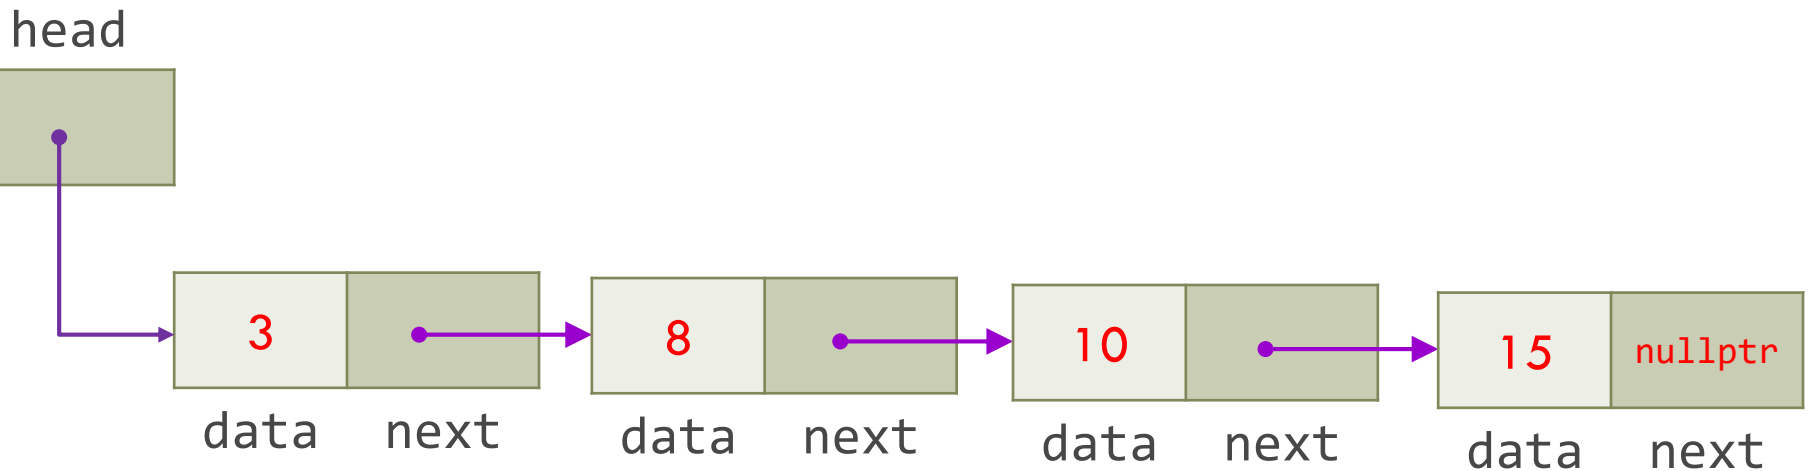 head
3
8
10
15 nullptr
data next data next data next data next